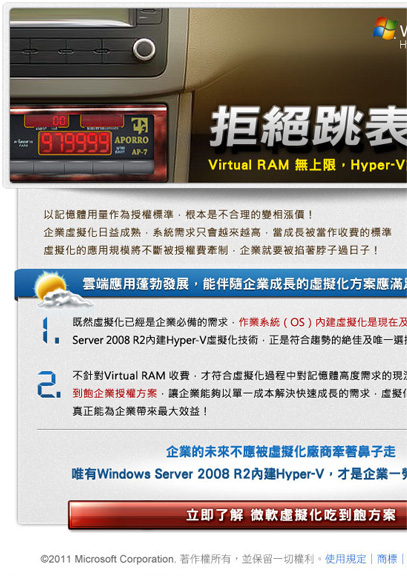 拒絕跳表
Virtual RAM 無上限，Hyper-V
00
979999
APORRO
AP-7
以記憶體用量作為授權標準，根本是不合理的變相漲價！
企業虛擬化日益成熟，系統需求只會越來越高，當成長被當作收費的標準
虛擬化的應用規模將不斷被授權費牽制，企業就要被掐著脖子過日子！
雲端應用蓬勃發展，能伴隨企業成長的虛擬化方案應滿足
1. 既然虛擬化已經是企業必備的需求，作業系統（OS）內建虛擬化是現在及
Server 2008 R2內建Hyper-V虛擬化技術，正是符合趨勢的絕佳及唯一選擇
2. 不針對Virtual RAM 收費，才符合虛擬化過程中對記憶體高度需求的現況
到飽企業授權方案，讓企業能夠以單一成本解決快速成長的需求，虛擬化
真正能為企業帶來最大效益！
企業的未來不應被虛擬化廠商牽著鼻子走
唯有Windows Server 2008 R2內建Hyper-V，才是企業一勞
立即了解 微軟虛擬化吃到飽方案
©2011 Microsoft Corporation. 著作權所有，並保留一切權利。使用規定 | 商標 |